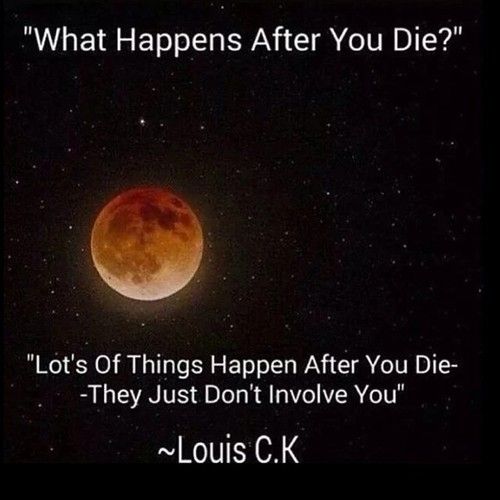 "What Happens After You Die?"
"Lot's Of Things Happen After You Die-
-They Just Don't Involve You"
~Louis C.K